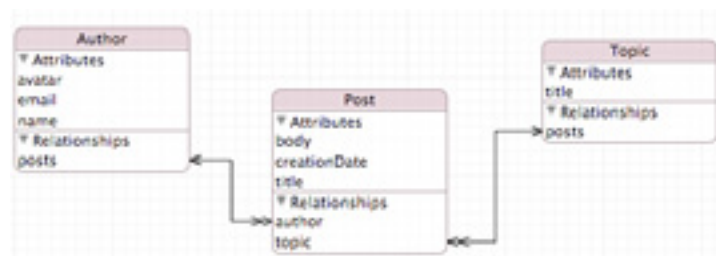 Author
Attributes
avatar
email
name
Relationships
posts
Post
Attributes
body
creationDate
title
Relationships
author
topic
Topic
Attributes
title
Relationships
posts